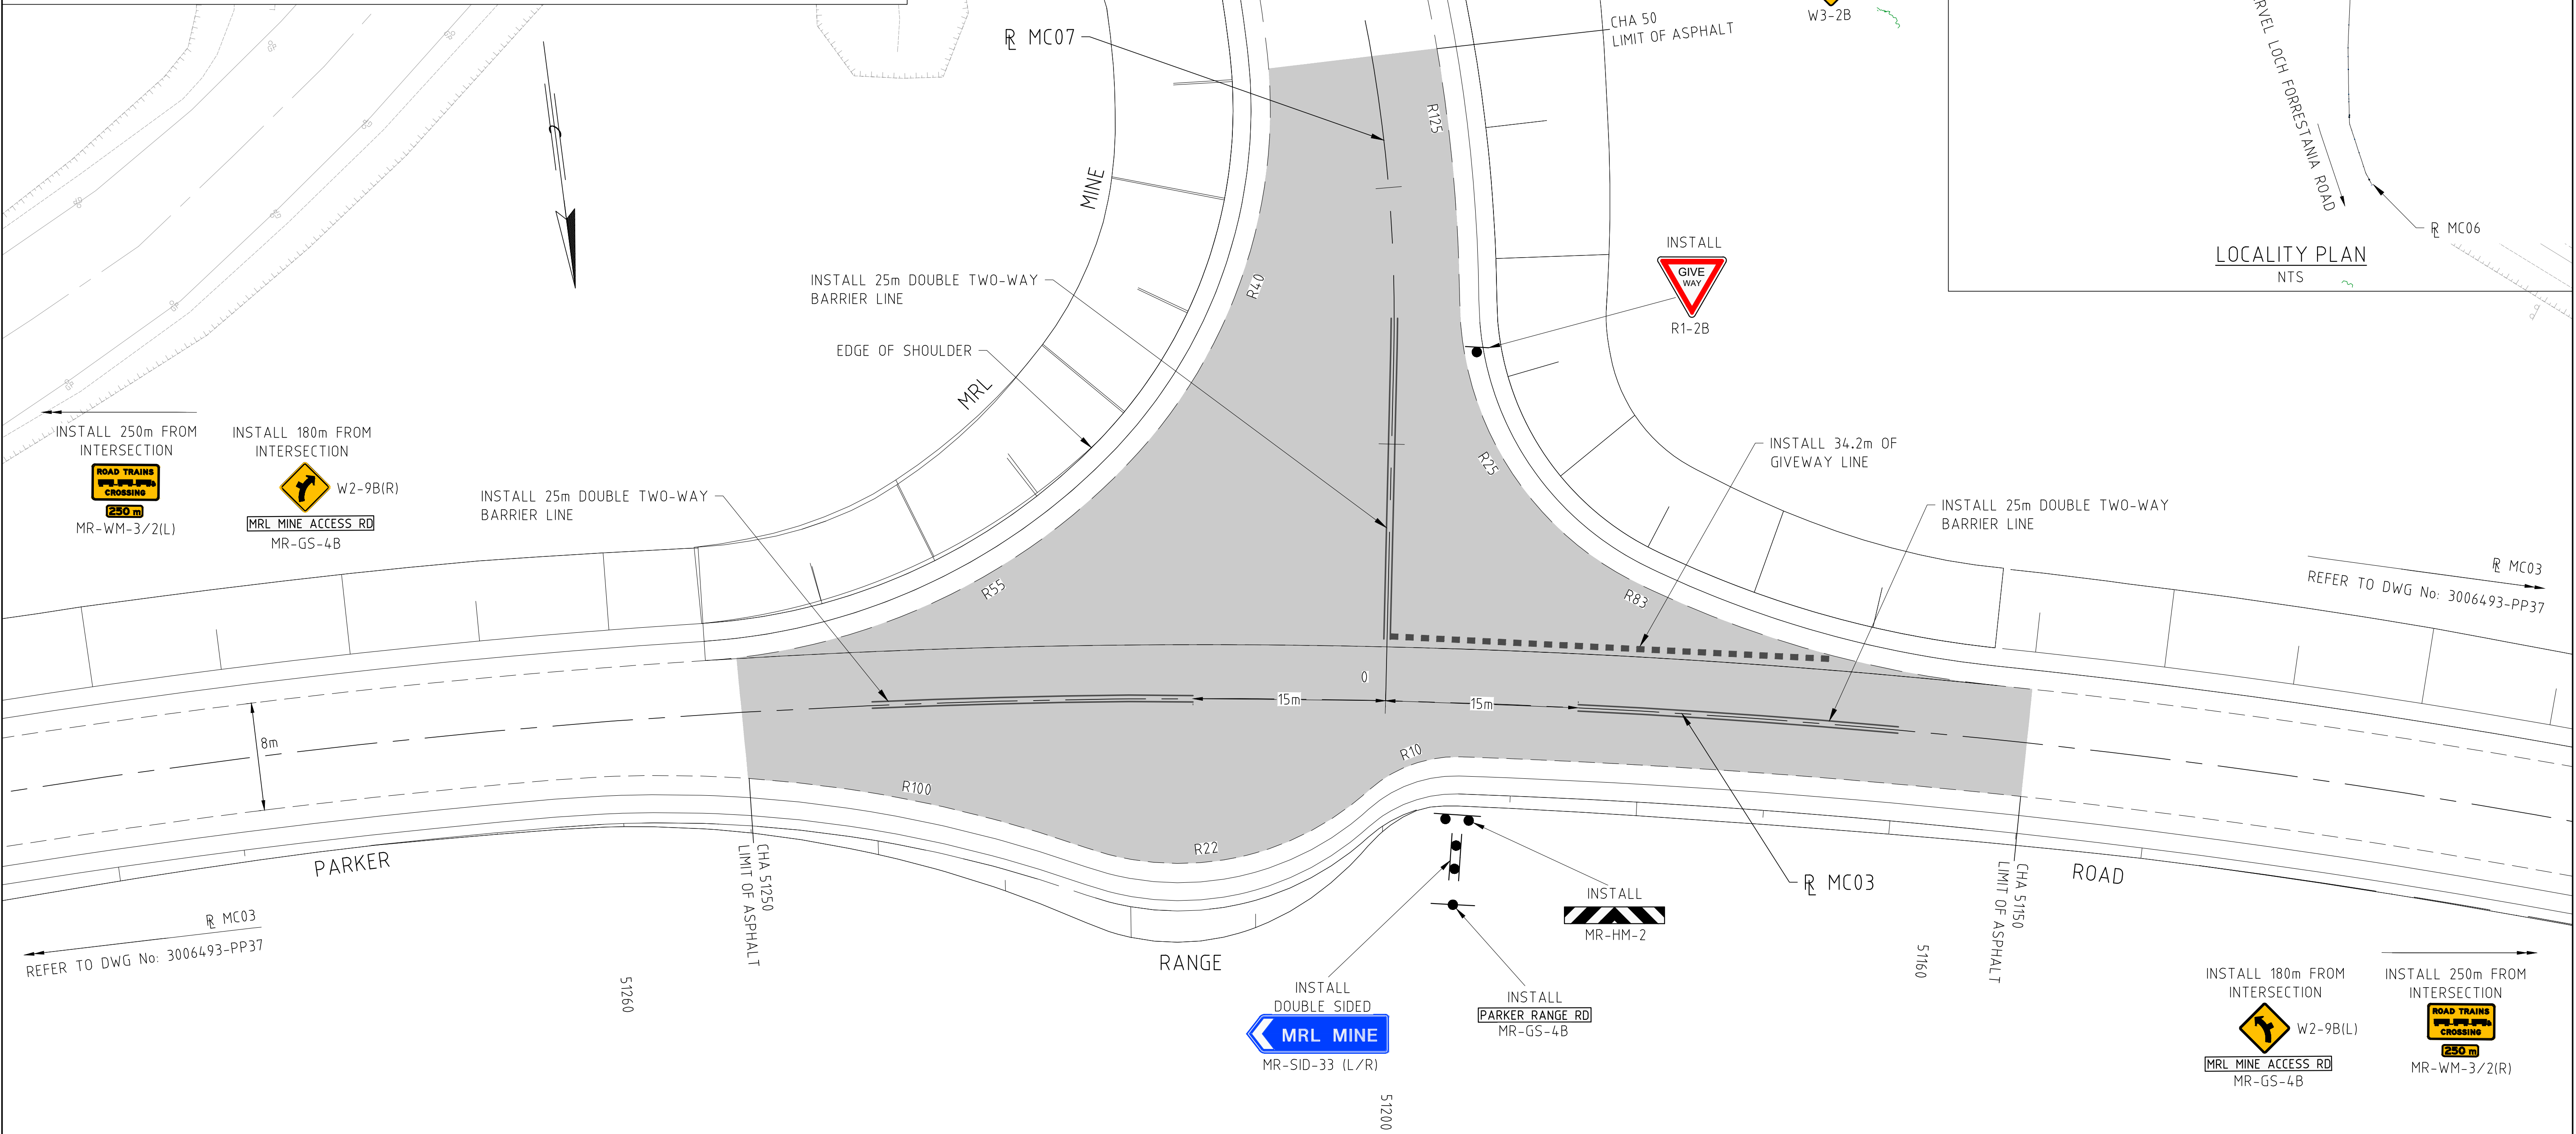 ℞ MC07
CHA 50
LIMIT OF ASPHALT
W3-2B
LOCH FORRESTANIA ROAD
℞ MC06
LOCALITY PLAN
NTS
R125
MINE
R40
INSTALL
GIVE
WAY
R1-2B
INSTALL 25m DOUBLE TWO-WAY
BARRIER LINE
EDGE OF SHOULDER
MRL
INSTALL 250m FROM
INTERSECTION
ROAD TRAINS
CROSSING
250 m
MR-WM-3/2(L)
INSTALL 180m FROM
INTERSECTION
W2-9B(R)
MRL MINE ACCESS RD
MR-GS-4B
INSTALL 25m DOUBLE TWO-WAY
BARRIER LINE
R25
INSTALL 34.2m OF
GIVEWAY LINE
INSTALL 25m DOUBLE TWO-WAY
BARRIER LINE
R55
R83
℞ MC03
REFER TO DWG No: 3006493-PP37
0
15m
15m
8m
R10
R100
R22
PARKER
CHA 51250
LIMIT OF ASPHALT
℞ MC03
CHA 51150
LIMIT OF ASPHALT
ROAD
INSTALL
MR-HM-2
℞ MC03
REFER TO DWG No: 3006493-PP37
RANGE
51260
51160
INSTALL
DOUBLE SIDED
MRL MINE
MR-SID-33 (L/R)
INSTALL
PARKER RANGE RD
MR-GS-4B
51200
INSTALL 180m FROM
INTERSECTION
W2-9B(L)
MRL MINE ACCESS RD
MR-GS-4B
INSTALL 250m FROM
INTERSECTION
ROAD TRAINS
CROSSING
250 m
MR-WM-3/2(R)